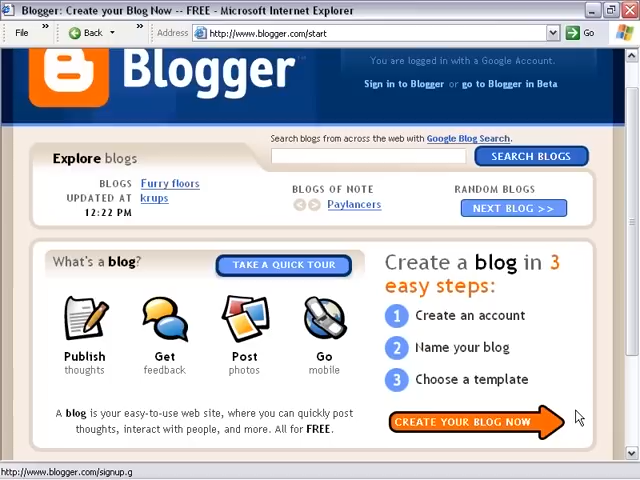 Blogger: Create your Blog Now -- FREE - Microsoft Internet Explorer
File » Back » Address http://www.blogger.com/start Go
Blogger™
You are logged in with a Google Account.
Sign in to Blogger or go to Blogger in Beta
Search blogs from across the web with Google Blog Search.
Explore blogs
SEARCH BLOGS
BLOGS UPDATED AT 12:22 PM
Furry floors
krups
BLOGS OF NOTE
Paylancers
RANDOM BLOGS
NEXT BLOG >>
What's a blog?
TAKE A QUICK TOUR
Publish thoughts
Get feedback
Post photos
Go mobile
A blog is your easy-to-use web site, where you can quickly post
thoughts, interact with people, and more. All for FREE.
Create a blog in 3
easy steps:
1 Create an account
2 Name your blog
3 Choose a template
CREATE YOUR BLOG NOW
http://www.blogger.com/signup.g